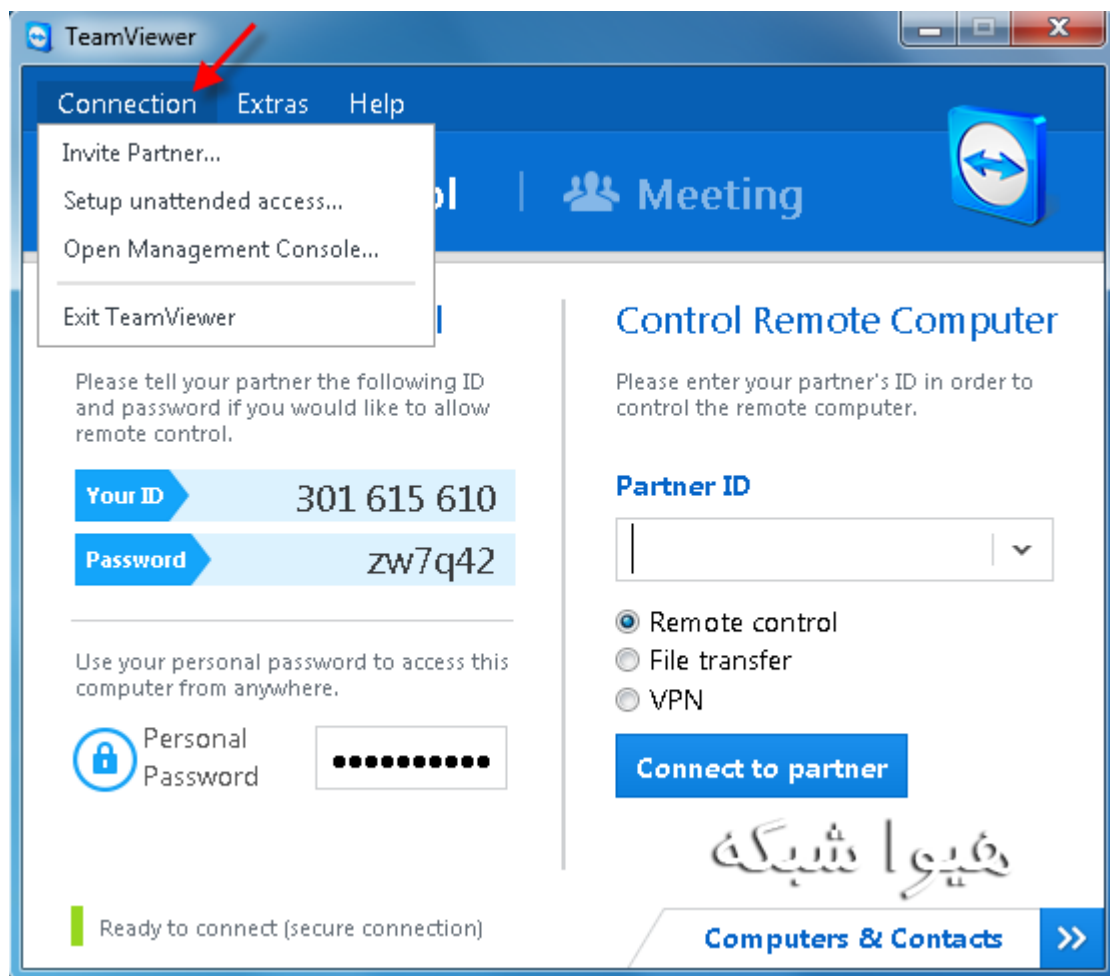 TeamViewer
Connection Extras Help
Invite Partner...
Setup unattended access...
Open Management Console...
Exit TeamViewer
Meeting
Please tell your partner the following ID
and password if you would like to allow
remote control.
Your ID 301 615 610
Password zw7q42
Use your personal password to access this
computer from anywhere.
Personal
Password
Ready to connect (secure connection)
Control Remote Computer
Please enter your partner's ID in order to
control the remote computer.
Partner ID
Remote control
File transfer
VPN
Connect to partner
هیوا شبکه
Computers & Contacts